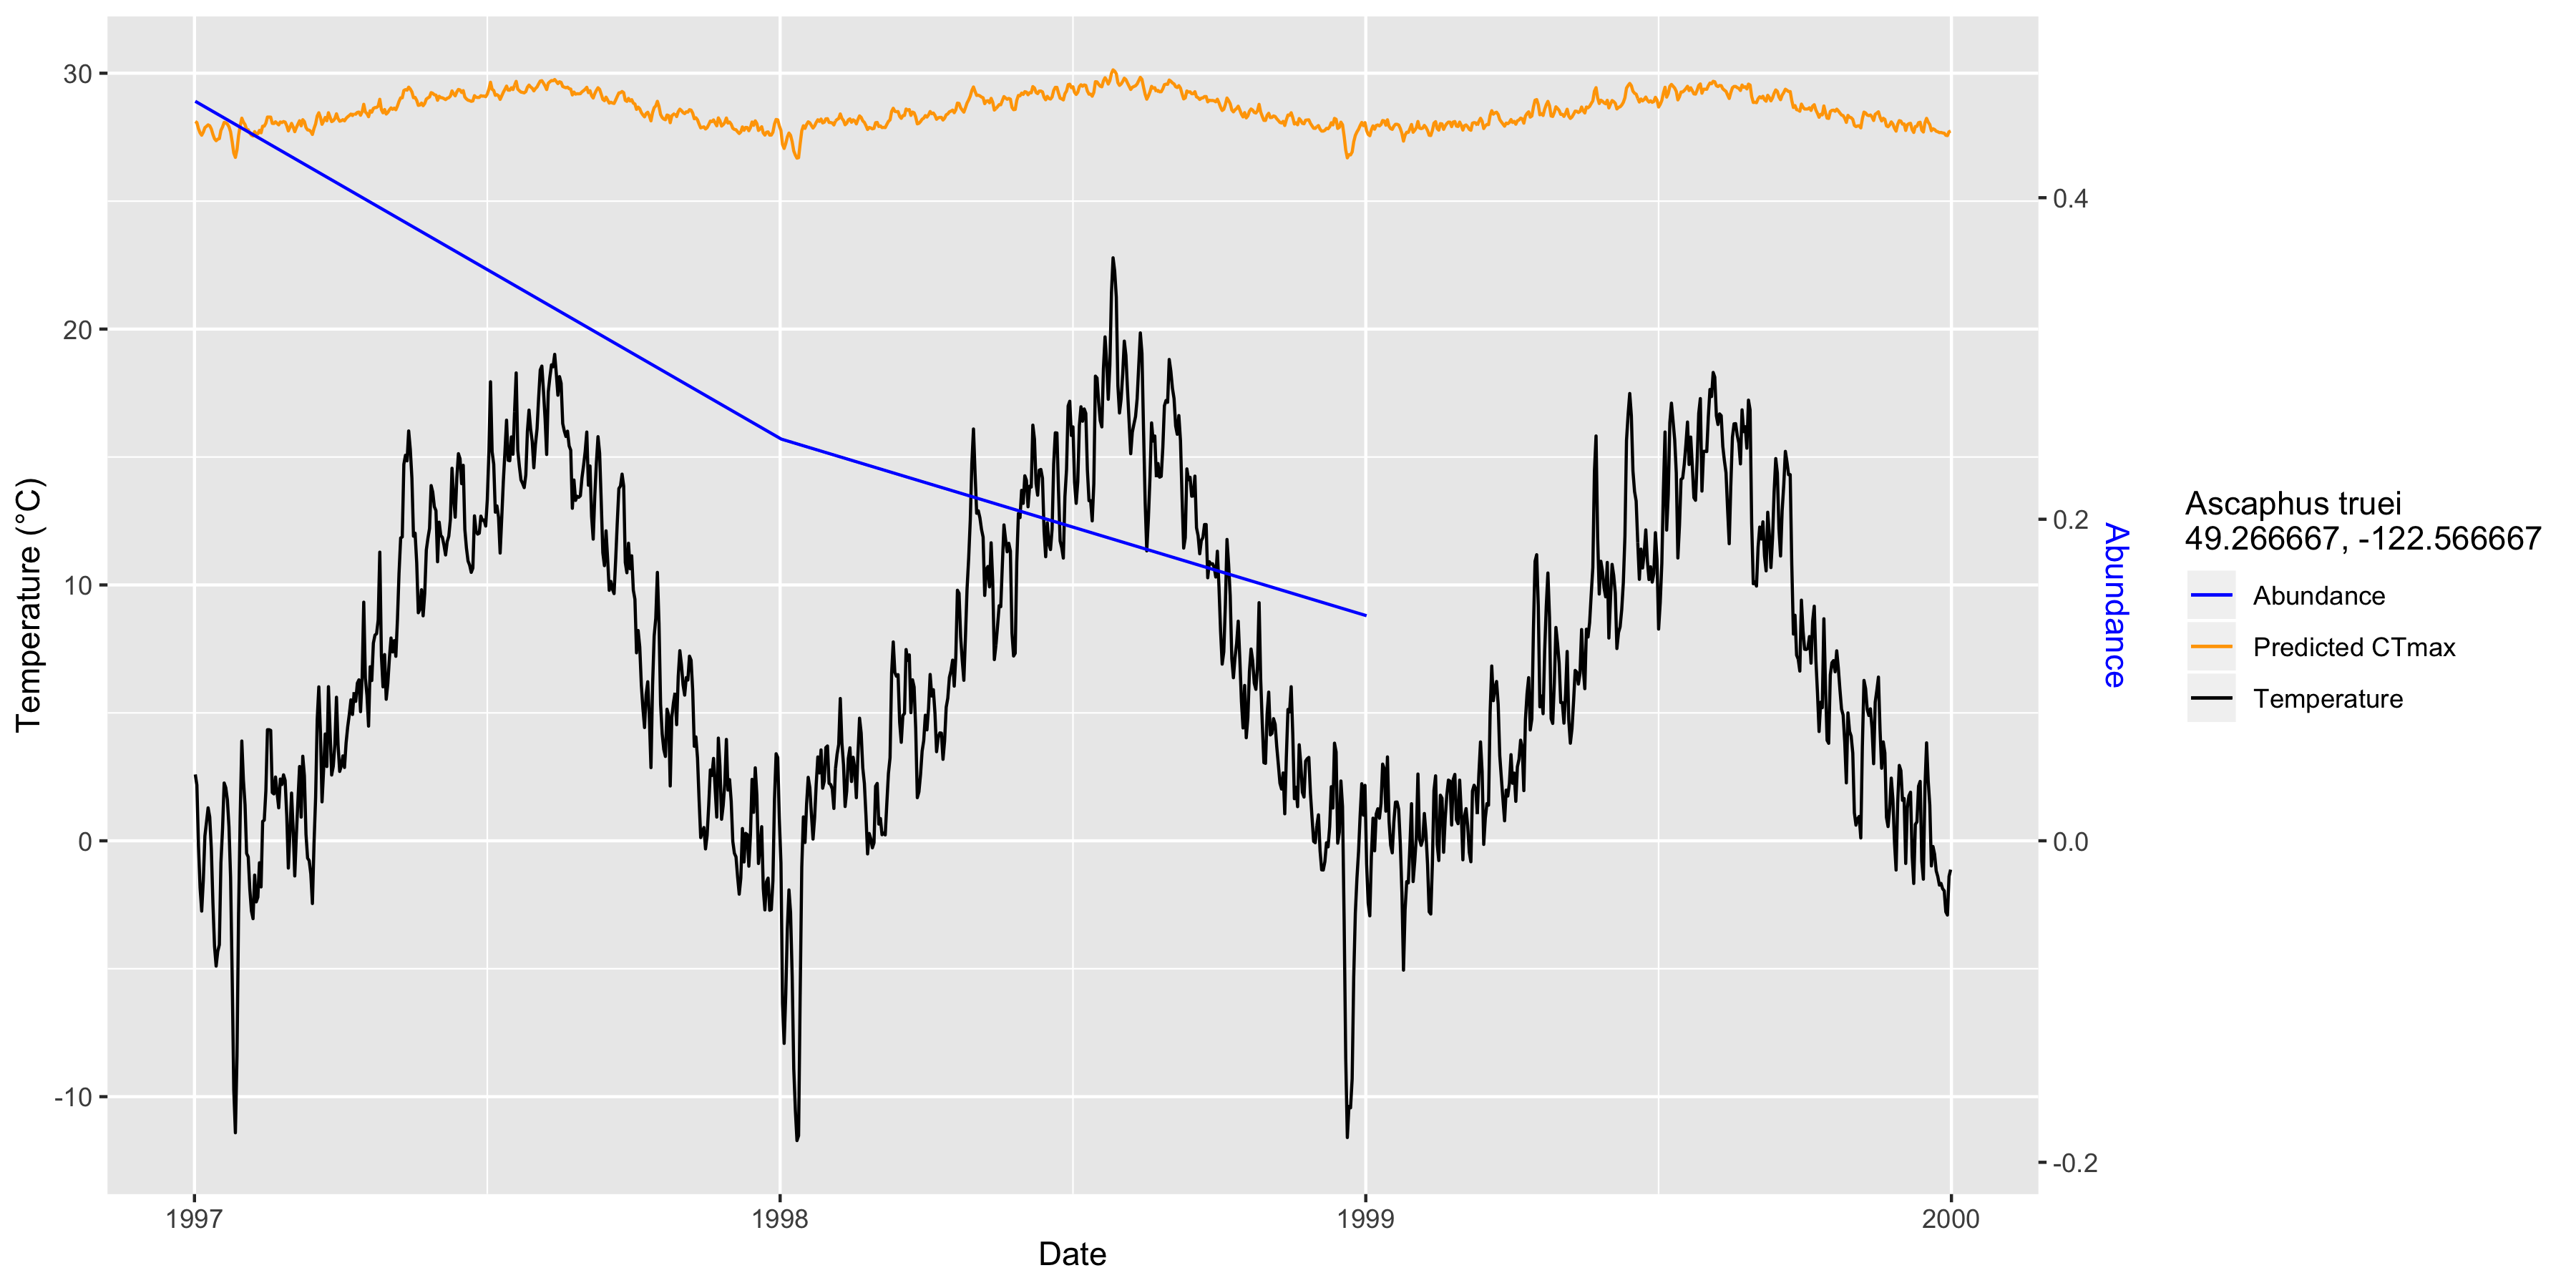 30
20
10
0
-10
Temperature (°C)
0.4
0.2
0.0
-0.2
Abundance
1997
1998
1999
2000
Date
Ascaphus truei
49.266667, -122.566667
Abundance
Predicted CTmax
Temperature